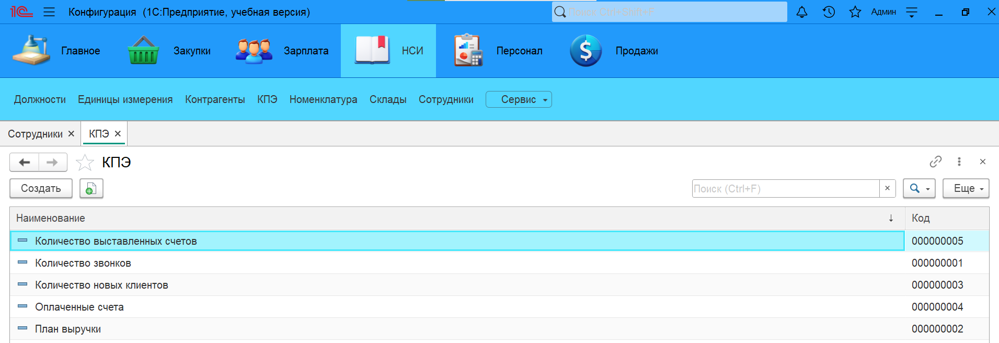 1С Конфигурация (1С:Предприятие, учебная версия) Поиск Ctrl+Shift+F Админ
Главное Закупки Зарплата НСИ Персонал Продажи
Должности Единицы измерения Контрагенты КПЭ Номенклатура Склады Сотрудники Сервис
Сотрудники КПЭ
КПЭ
Создать Поиск (Ctrl+F) Еще
Наименование Код
Количество выставленных счетов 000000005
Количество звонков 000000001
Количество новых клиентов 000000003
Оплаченные счета 000000004
План выручки 000000002